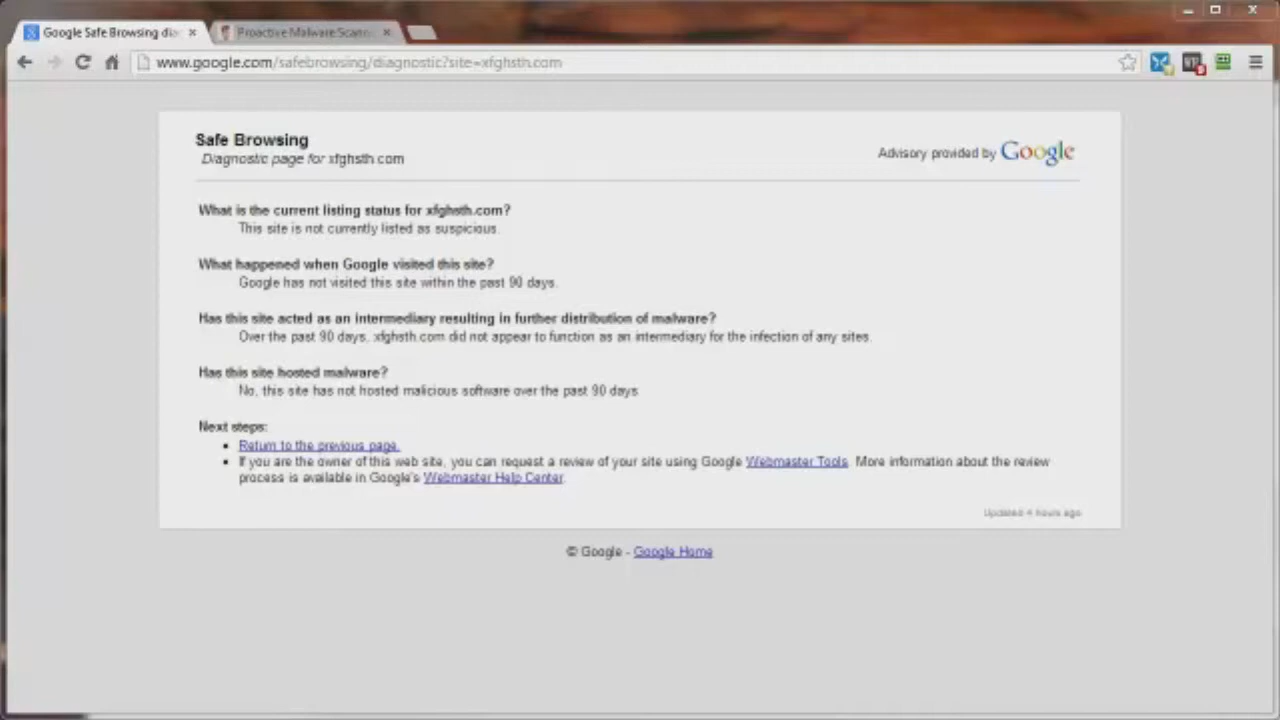 Google Safe Browsing dia
Proactive Malware Scann
www.google.com/safebrowsing/diagnostic?site=xfghsth.com
Safe Browsing
Diagnostic page for xfghsth.com
Advisory provided by Google
What is the current listing status for xfghsth.com?
This site is not currently listed as suspicious.
What happened when Google visited this site?
Google has not visited this site within the past 90 days.
Has this site acted as an intermediary resulting in further distribution of malware?
Over the past 90 days, xfghsth.com did not appear to function as an intermediary for the infection of any sites.
Has this site hosted malware?
No, this site has not hosted malicious software over the past 90 days.
Next steps:
• Return to the previous page.
• If you are the owner of this web site, you can request a review of your site using Google Webmaster Tools. More information about the review
process is available in Google's Webmaster Help Center.
Updated 4 hours ago
© Google - Google Home